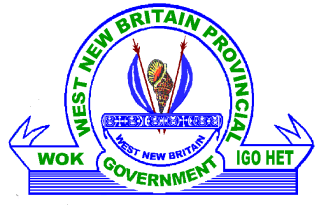 WEST NEW BRITAIN PROVINCIAL
WEST NEW BRITAIN
WOK
GOVERNMENT
IGO HET